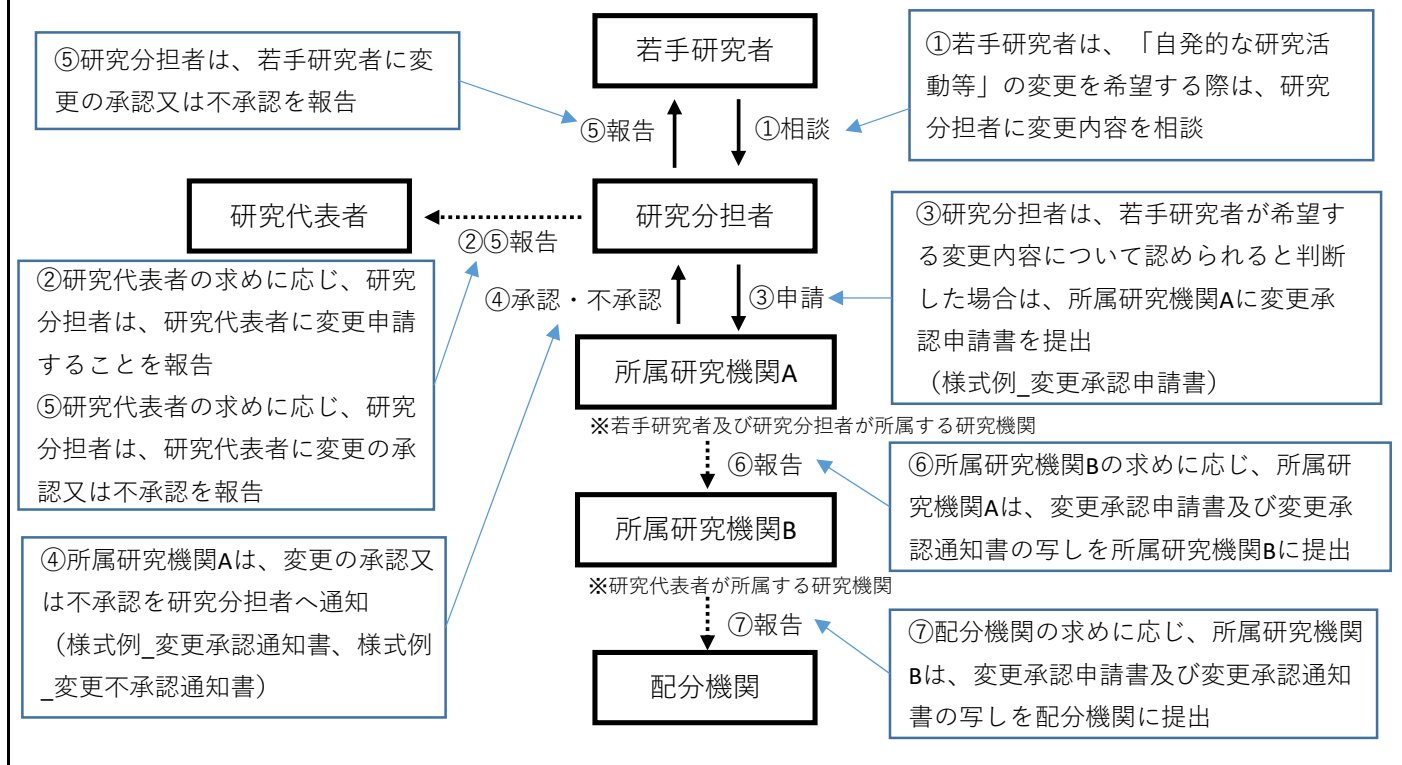 若手研究者
⑤研究分担者は、若手研究者に変
更の承認又は不承認を報告
①若手研究者は、「自発的な研究活
動等」の変更を希望する際は、研究
分担者に変更内容を相談
⑤報告
①相談
研究代表者
研究分担者
②⑤報告
③研究分担者は、若手研究者が希望す
る変更内容について認められると判断
した場合は、所属研究機関Aに変更承
認申請書を提出
（様式例_変更承認申請書）
②研究代表者の求めに応じ、研究
分担者は、研究代表者に変更申請
することを報告
⑤研究代表者の求めに応じ、研究
分担者は、研究代表者に変更の承
認又は不承認を報告
④承認・不承認
③申請
所属研究機関A
※若手研究者及び研究分担者が所属する研究機関
⑥報告
⑥所属研究機関Bの求めに応じ、所属研
究機関Aは、変更承認申請書及び変更承
認通知書の写しを所属研究機関Bに提出
所属研究機関B
※研究代表者が所属する研究機関
④所属研究機関Aは、変更の承認又
は不承認を研究分担者へ通知
（様式例_変更承認通知書、様式例
_変更不承認通知書）
⑦報告
⑦配分機関の求めに応じ、所属研究機関
Bは、変更承認申請書及び変更承認通知
書の写しを配分機関に提出
配分機関